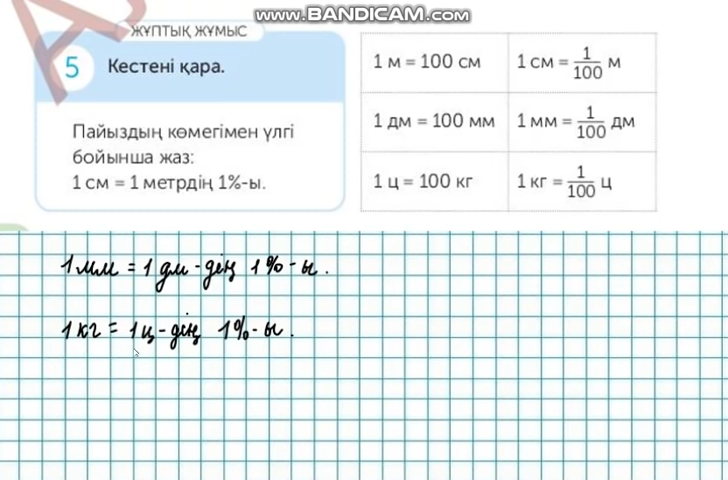 WWW.BANDICAM.COM
ЖҰПТЫҚ ЖҰМЫС
5 Кестені қара.
Пайыздың көмегімен үлгі
бойынша жаз:
1 см = 1 метрдің 1%-ы.
1 м = 100 см 1 см = 1/100 м
1 дм = 100 мм 1 мм = 1/100 дм
1 ц = 100 кг 1 кг = 1/100 ц
1 мм = 1 дм - дің 1% - ы.
1 кг = 1 ц - дің 1% - ы.